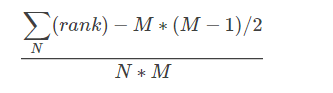 ∑(rank) − M ∗ (M − 1)/2
N
N ∗ M